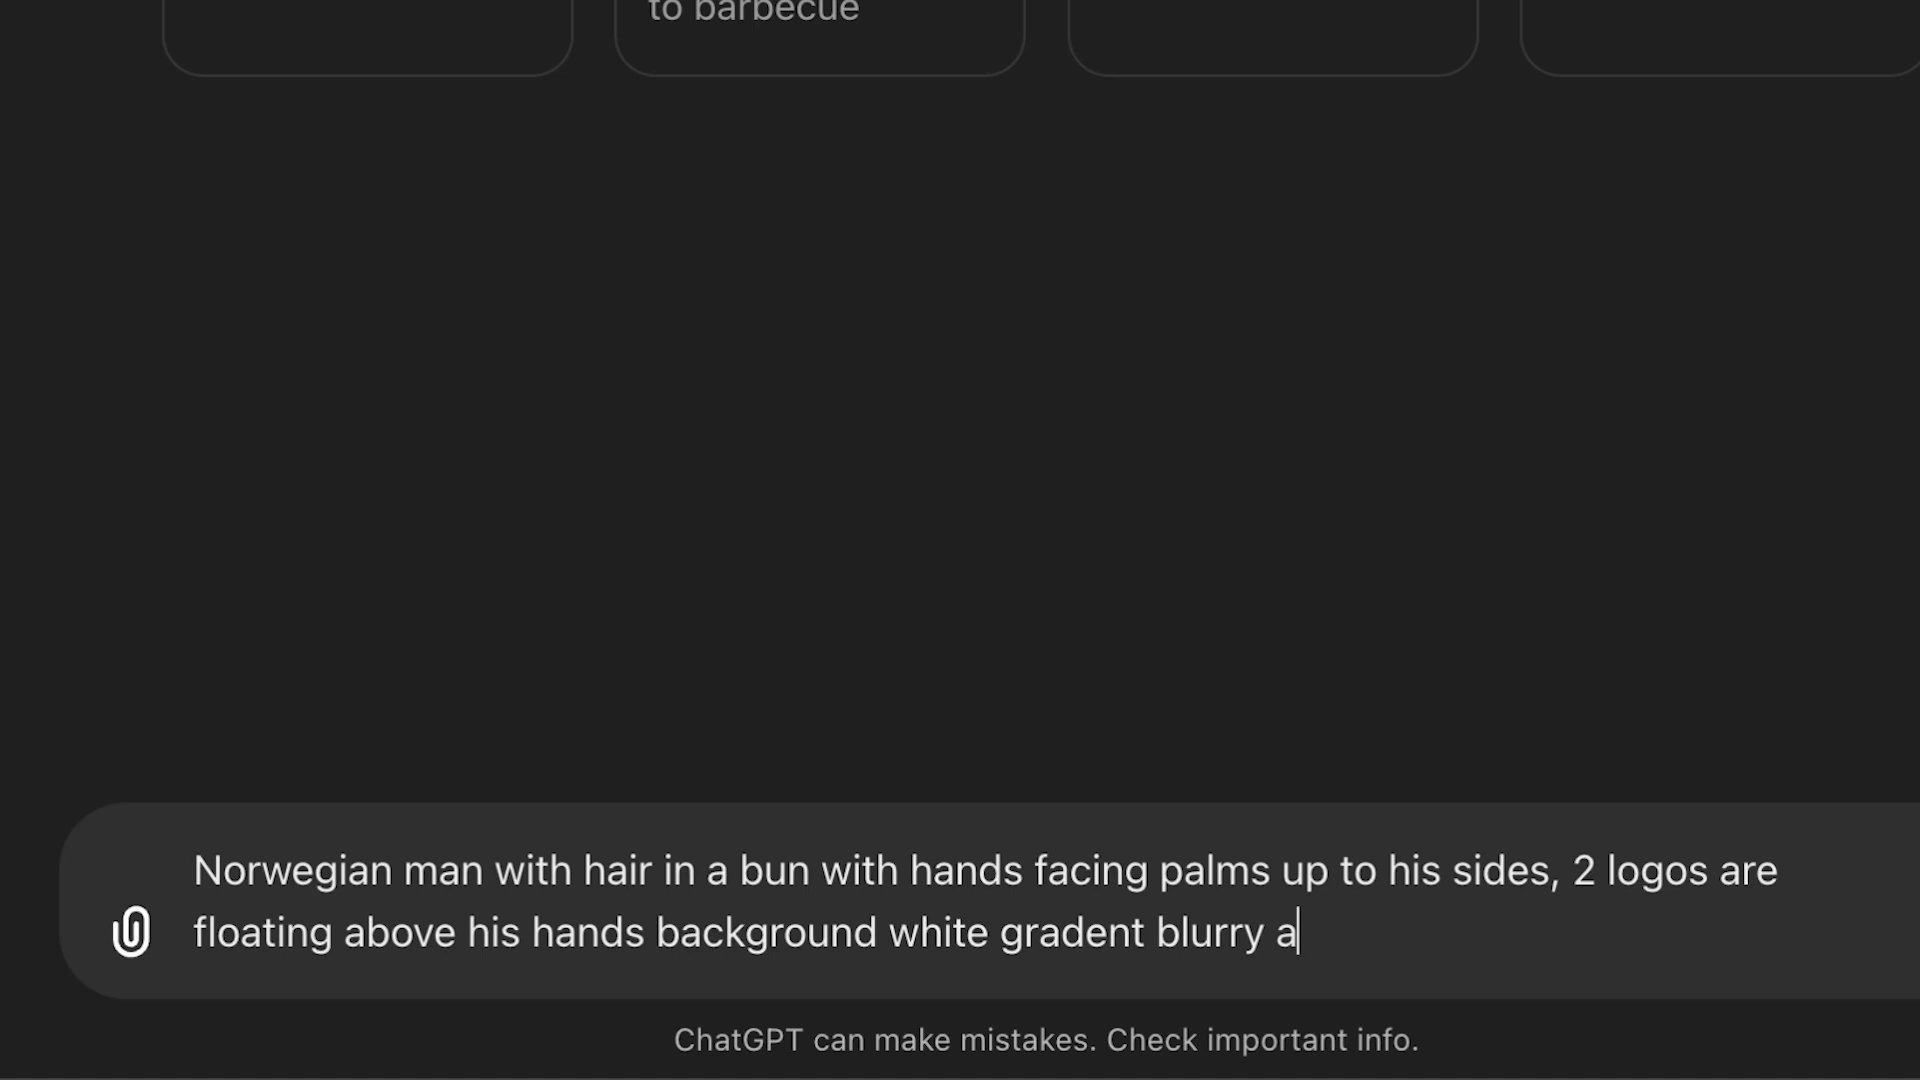 to barbecue
Norwegian man with hair in a bun with hands facing palms up to his sides, 2 logos are
floating above his hands background white gradent blurry a
ChatGPT can make mistakes. Check important info.